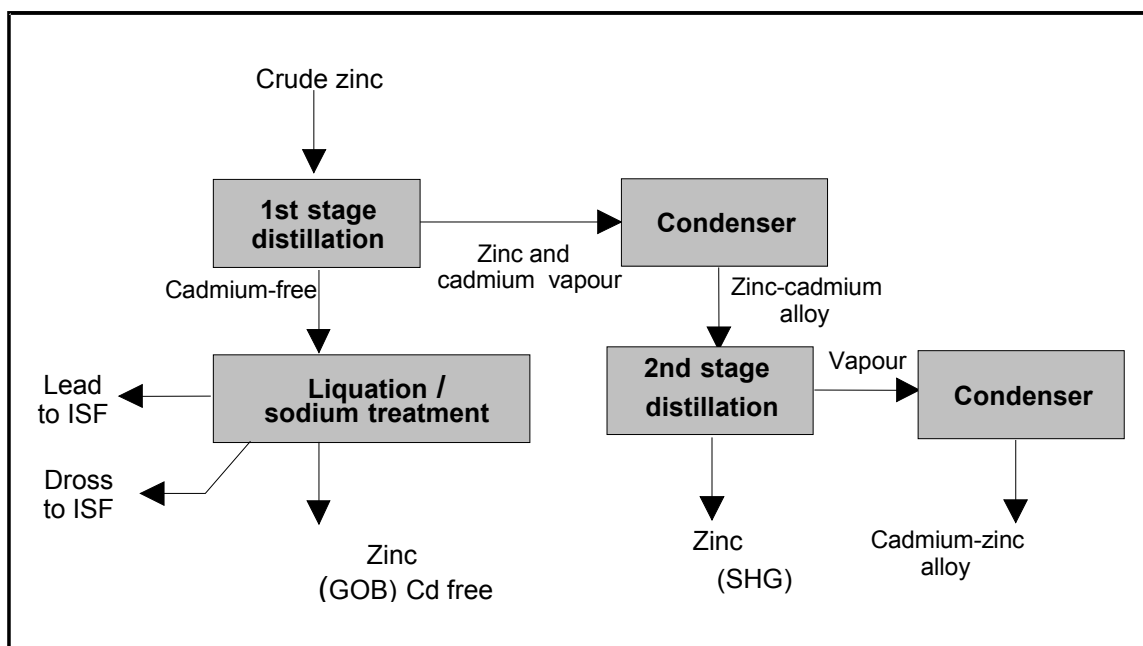 Crude zinc
1st stage
distillation
Condenser
Zinc and
cadmium vapour
Cadmium-free
Zinc-cadmium
alloy
Liquation /
sodium treatment
2nd stage
distillation
Vapour
Condenser
Lead
to ISF
Dross
to ISF
Zinc
(GOB) Cd free
Zinc
(SHG)
Cadmium-zinc
alloy